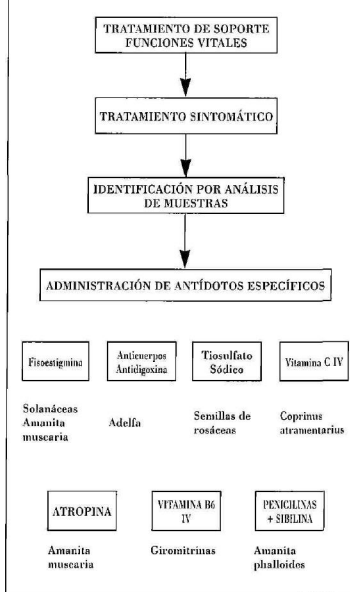 TRATAMIENTO DE SOPORTE
FUNCIONES VITALES
TRATAMIENTO SINTOMÁTICO
IDENTIFICACIÓN POR ANÁLISIS
DE MUESTRAS
ADMINISTRACIÓN DE ANTÍDOTOS ESPECÍFICOS
Fisoestigmina
Anticuerpos
Antidigoxina
Tiosulfato
Sódico
Vitamina C IV
Solanáceas
Amanita
muscaria
Adelfa
Semillas de
rosáceas
Coprinus
atramentarius
ATROPINA
VITAMINA B6
IV
PENICILINAS
+ SIBILINA
Amanita
muscaria
Giromitrinas
Amanita
phalloides